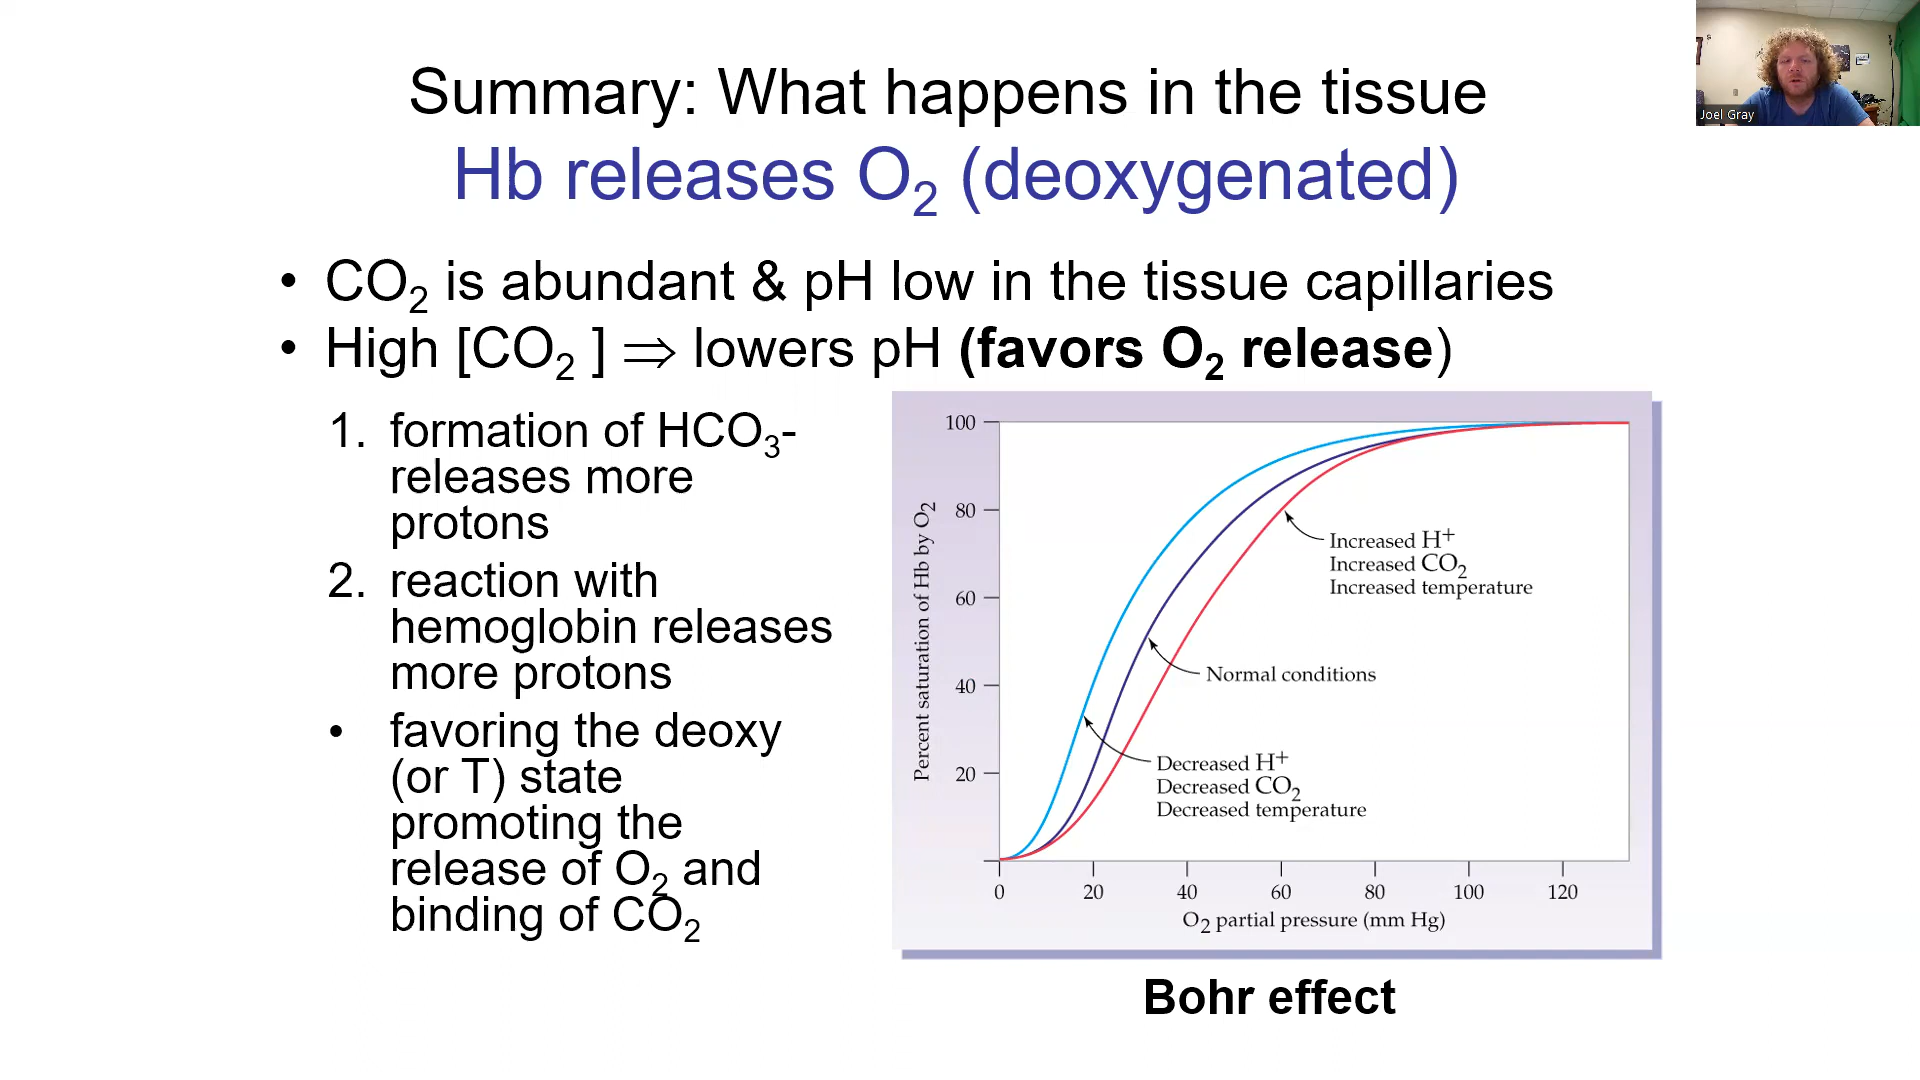 Summary: What happens in the tissue
Hb releases O₂ (deoxygenated)
Joel Gray
• CO₂ is abundant & pH low in the tissue capillaries
• High [CO₂ ] ⇒ lowers pH (favors O₂ release)
1. formation of HCO₃-
releases more
protons
2. reaction with
hemoglobin releases
more protons
• favoring the deoxy
(or T) state
promoting the
release of O₂ and
binding of CO₂
Percent saturation of Hb by O₂
100
80
60
40
20
Increased H⁺
Increased CO₂
Increased temperature
Normal conditions
Decreased H⁺
Decreased CO₂
Decreased temperature
0 20 40 60 80 100 120
O₂ partial pressure (mm Hg)
Bohr effect